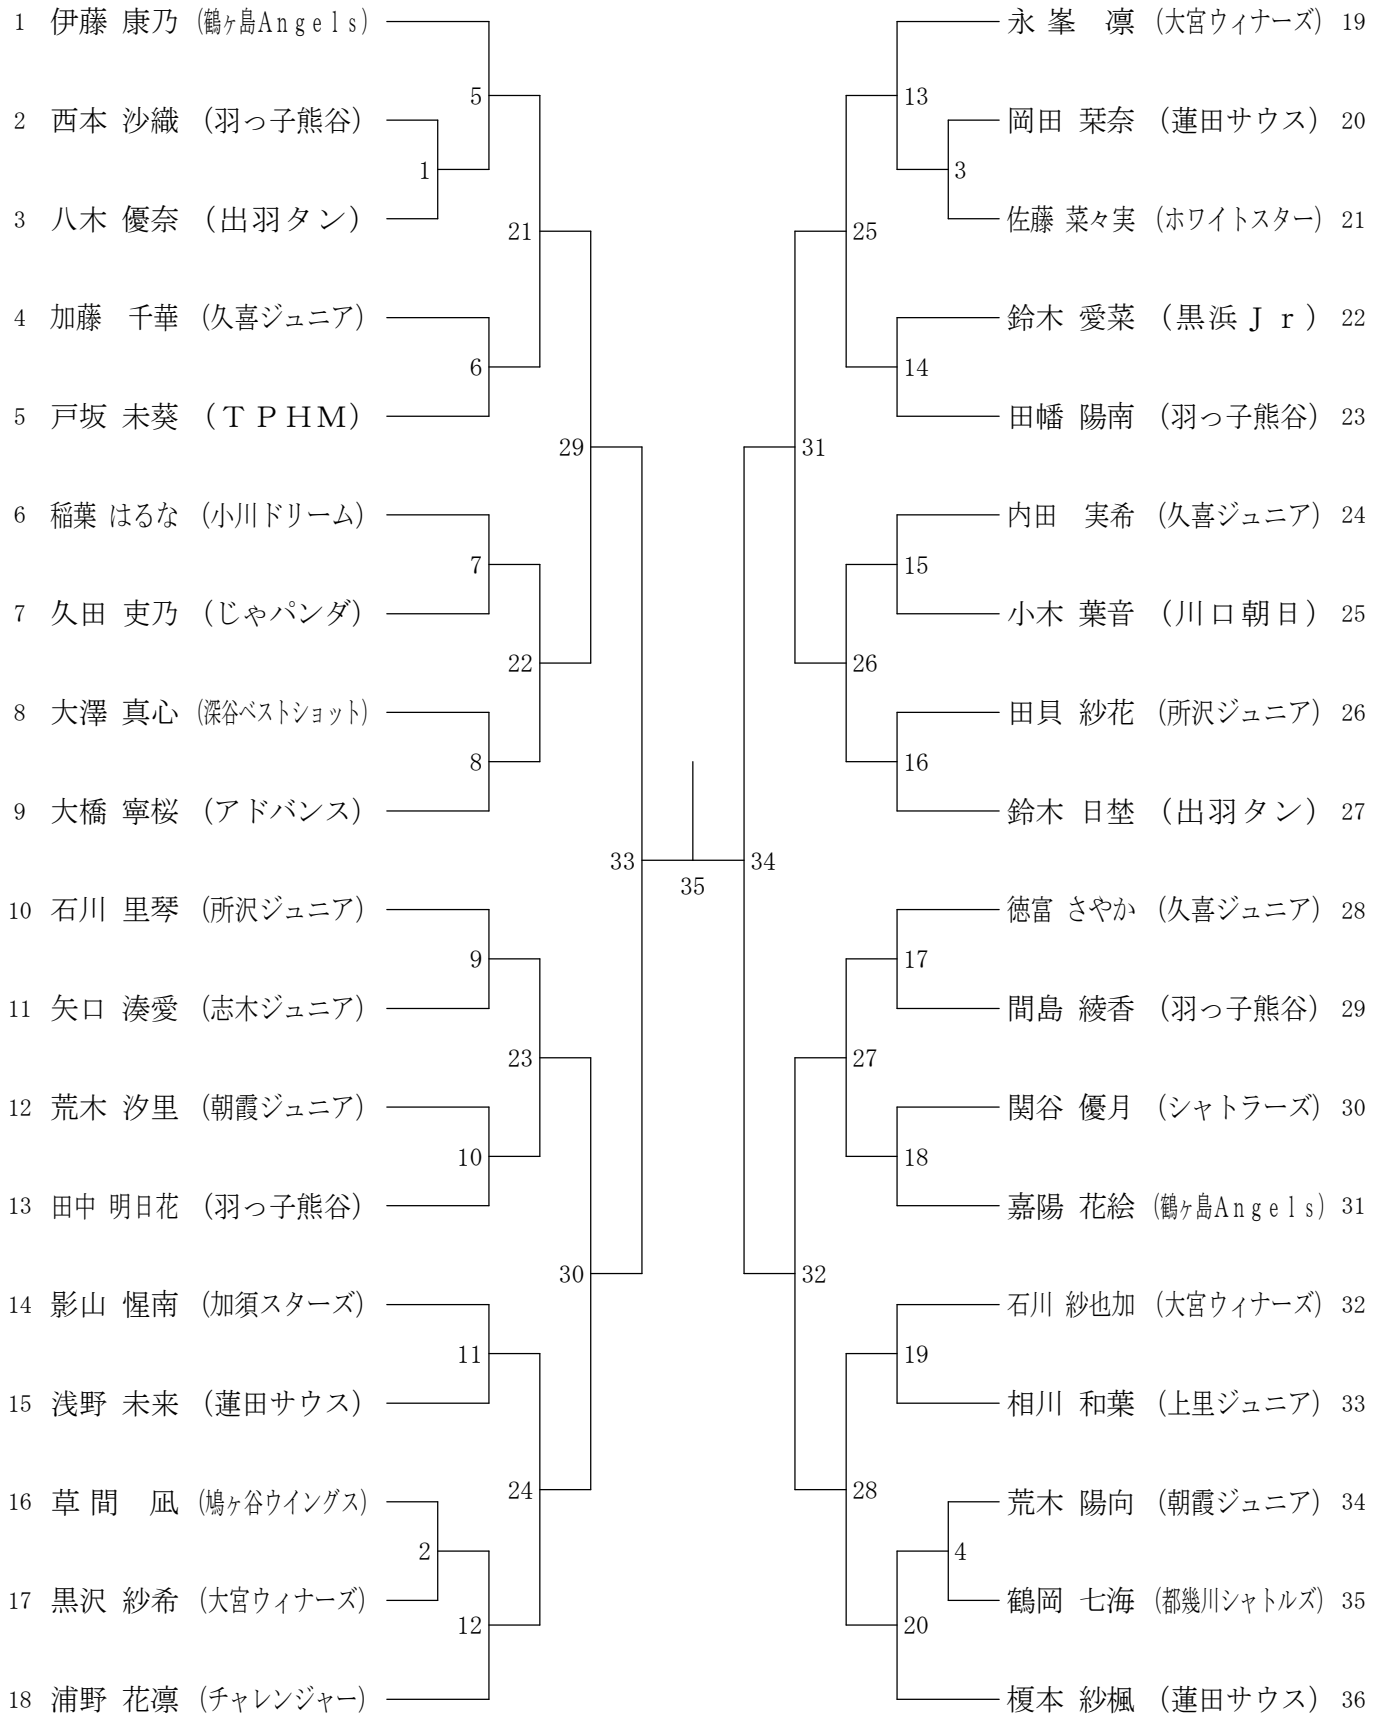 1 伊藤 康乃 (鶴ヶ島Angels)
2 西本 沙織 (羽っ子熊谷)
3 八木 優奈 (出羽タン)
4 加藤 千華 (久喜ジュニア)
5 戸坂 未葵 (ＴＰＨＭ)
6 稲葉 はるな (小川ドリーム)
7 久田 吏乃 (じゃパンダ)
8 大澤 真心 (深谷ベストショット)
9 大橋 寧桜 (アドバンス)
10 石川 里琴 (所沢ジュニア)
11 矢口 湊愛 (志木ジュニア)
12 荒木 汐里 (朝霞ジュニア)
13 田中 明日花 (羽っ子熊谷)
14 影山 惺南 (加須スターズ)
15 浅野 未来 (蓮田サウス)
16 草間 凪 (鳩ヶ谷ウイングス)
17 黒沢 紗希 (大宮ウィナーズ)
18 浦野 花凛 (チャレンジャー)
1
2
5
6
7
8
9
10
11
12
21
22
23
24
29
30
33
35
34
31
32
25
26
27
28
13
14
15
16
17
18
19
20
3
4
永峯 凛 (大宮ウィナーズ) 19
岡田 栞奈 (蓮田サウス) 20
佐藤 菜々実 (ホワイトスター) 21
鈴木 愛菜 (黒浜Ｊｒ) 22
田幡 陽南 (羽っ子熊谷) 23
内田 実希 (久喜ジュニア) 24
小木 葉音 (川口朝日) 25
田貝 紗花 (所沢ジュニア) 26
鈴木 日埜 (出羽タン) 27
徳富 さやか (久喜ジュニア) 28
間島 綾香 (羽っ子熊谷) 29
関谷 優月 (シャトラーズ) 30
嘉陽 花絵 (鶴ヶ島Angels) 31
石川 紗也加 (大宮ウィナーズ) 32
相川 和葉 (上里ジュニア) 33
荒木 陽向 (朝霞ジュニア) 34
鶴岡 七海 (都幾川シャトルズ) 35
榎本 紗楓 (蓮田サウス) 36